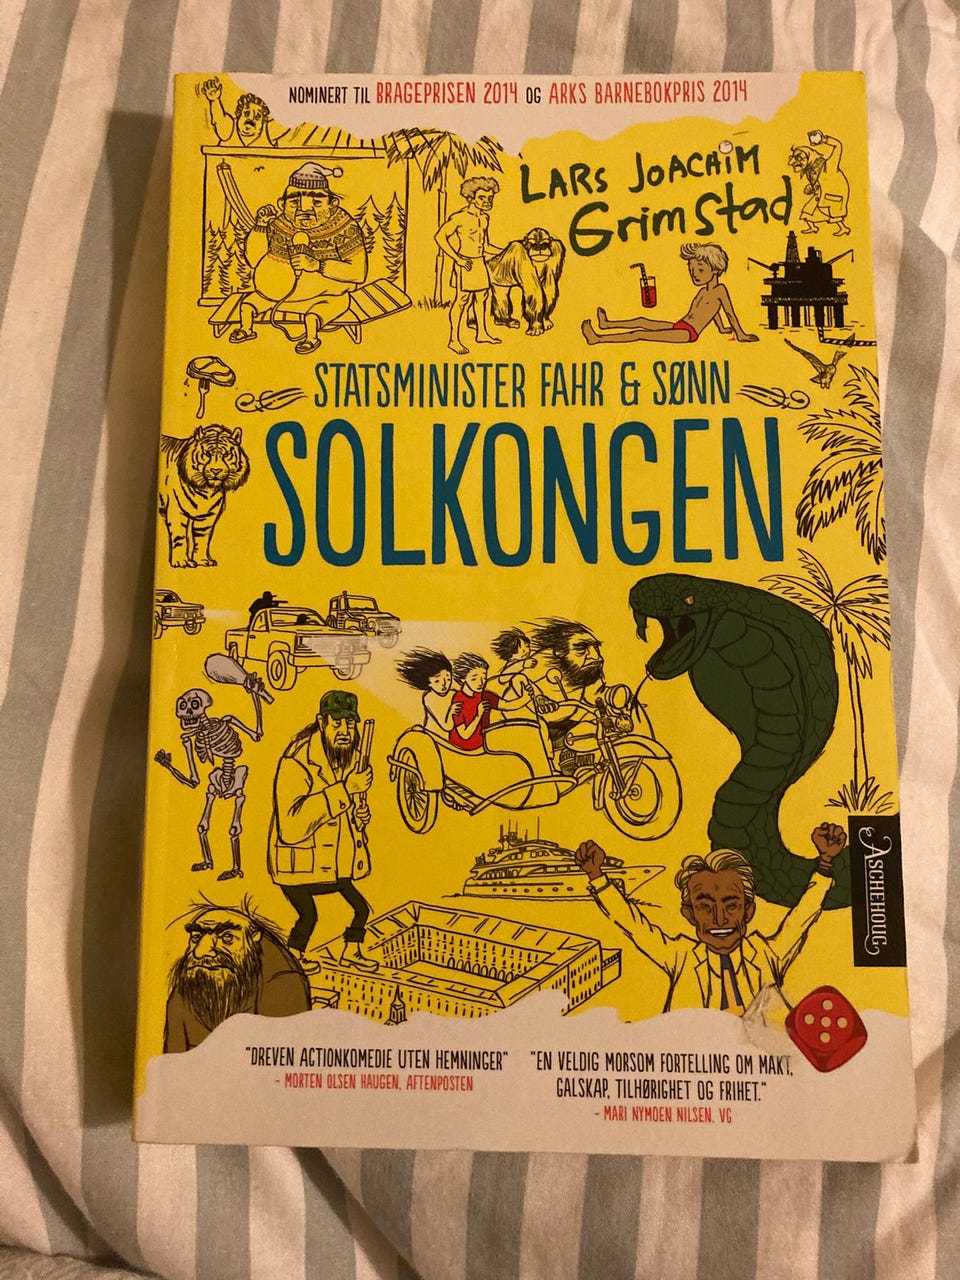 NOMINERT TIL BRAGEPRISEN 2014 OG ARKS BARNEBOKPRIS 2014
LARS JOACHIM
GRIMSTAD
STATSMINISTER FAHR & SØNN
SOLKONGEN
ASCHEHOUG
"DREVEN ACTIONKOMEDIE UTEN HEMNINGER"
- MORTEN OLSEN HAUGEN, AFTENPOSTEN
"EN VELDIG MORSOM FORTELLING OM MAKT,
GALSKAP, TILHØRIGHET OG FRIHET."
- MARI NYMOEN NILSEN, VG